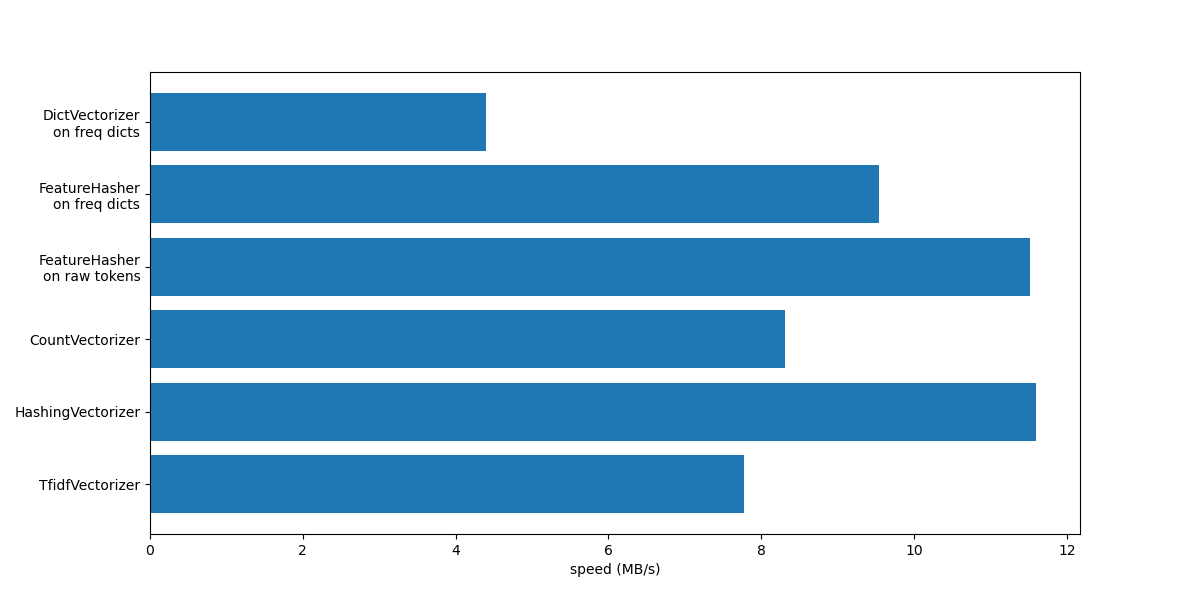 DictVectorizer
on freq dicts
FeatureHasher
on freq dicts
FeatureHasher
on raw tokens
CountVectorizer
HashingVectorizer
TfidfVectorizer
0 2 4 6 8 10 12
speed (MB/s)